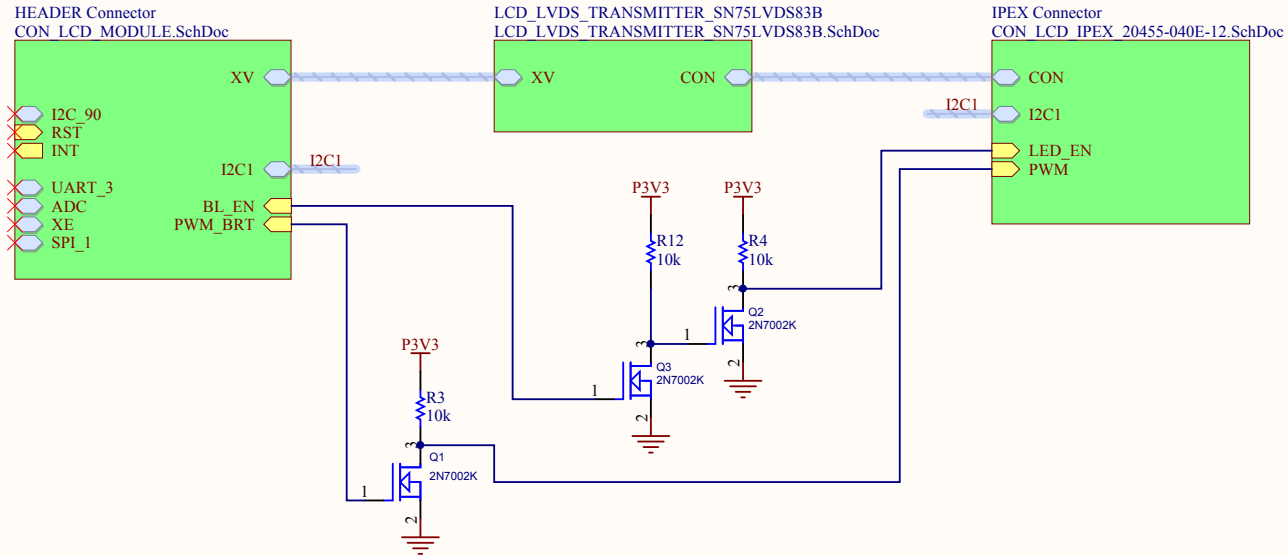 HEADER Connector
CON_LCD_MODULE.SchDoc
XV
I2C_90
RST
INT
I2C1
I2C1
UART_3
ADC
BL_EN
XE
PWM_BRT
SPI_1
LCD_LVDS_TRANSMITTER_SN75LVDS83B
LCD_LVDS_TRANSMITTER_SN75LVDS83B.SchDoc
XV
CON
IPEX Connector
CON_LCD_IPEX_20455-040E-12.SchDoc
CON
I2C1
I2C1
LED_EN
PWM
P3V3
P3V3
R12
10k
R4
10k
3
Q2
2N7002K
1
2
3
Q3
2N7002K
1
2
P3V3
R3
10k
3
Q1
2N7002K
1
2